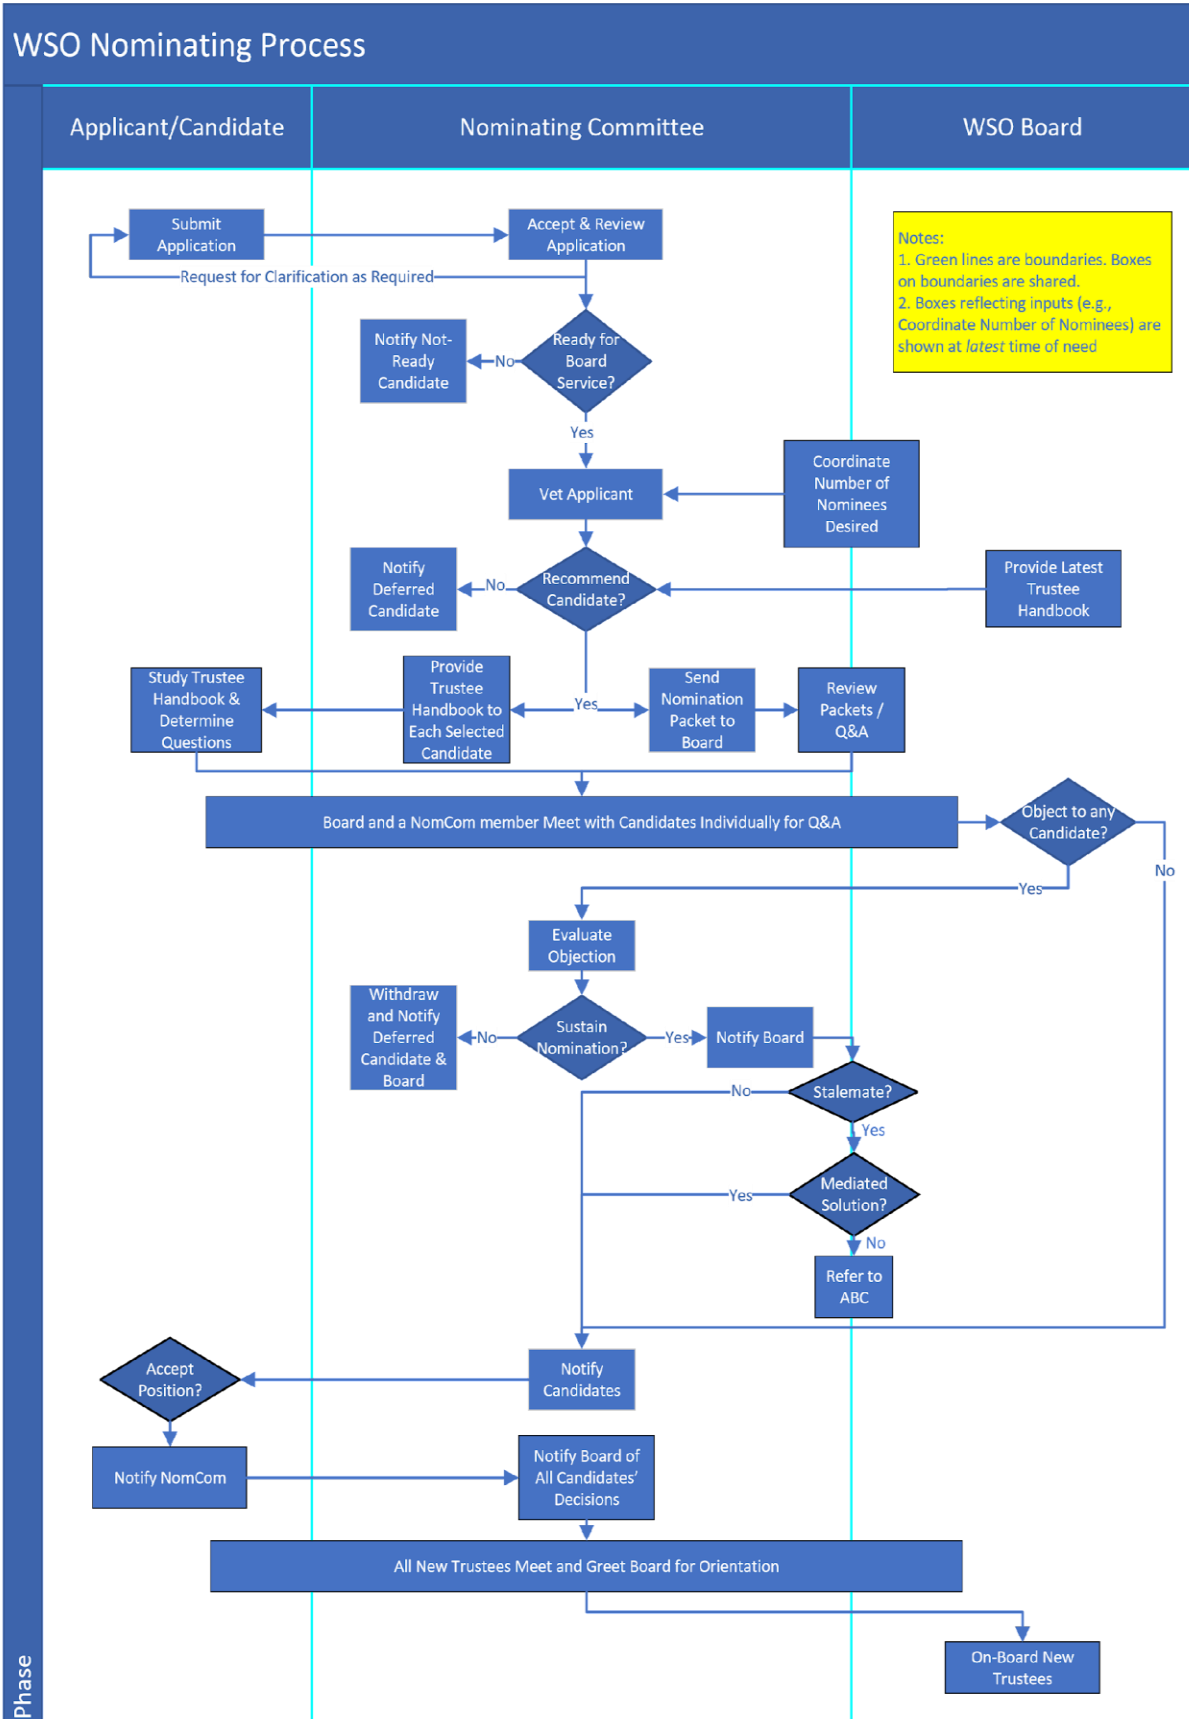 WSO Nominating Process
Applicant/Candidate
Nominating Committee
WSO Board
Submit
Application
Accept & Review
Application
Notes:
1. Green lines are boundaries. Boxes
on boundaries are shared.
2. Boxes reflecting inputs (e.g.,
Coordinate Number of Nominees) are
shown at latest time of need
Request for Clarification as Required
Notify Not-
Ready
Candidate
No
Ready for
Board
Service?
Yes
Vet Applicant
Coordinate
Number of
Nominees
Desired
Notify
Deferred
Candidate
No
Recommend
Candidate?
Provide Latest
Trustee
Handbook
Study Trustee
Handbook &
Determine
Questions
Provide
Trustee
Handbook to
Each Selected
Candidate
Yes
Send
Nomination
Packet to
Board
Review
Packets /
Q&A
Board and a NomCom member Meet with Candidates Individually for Q&A
Object to any
Candidate?
No
Yes
Evaluate
Objection
Withdraw
and Notify
Deferred
Candidate &
Board
No
Sustain
Nomination?
Yes
Notify Board
Stalemate?
No
Yes
Mediated
Solution?
Yes
No
Refer to
ABC
Accept
Position?
Notify
Candidates
Notify NomCom
Notify Board of
All Candidates'
Decisions
All New Trustees Meet and Greet Board for Orientation
On-Board New
Trustees
Phase